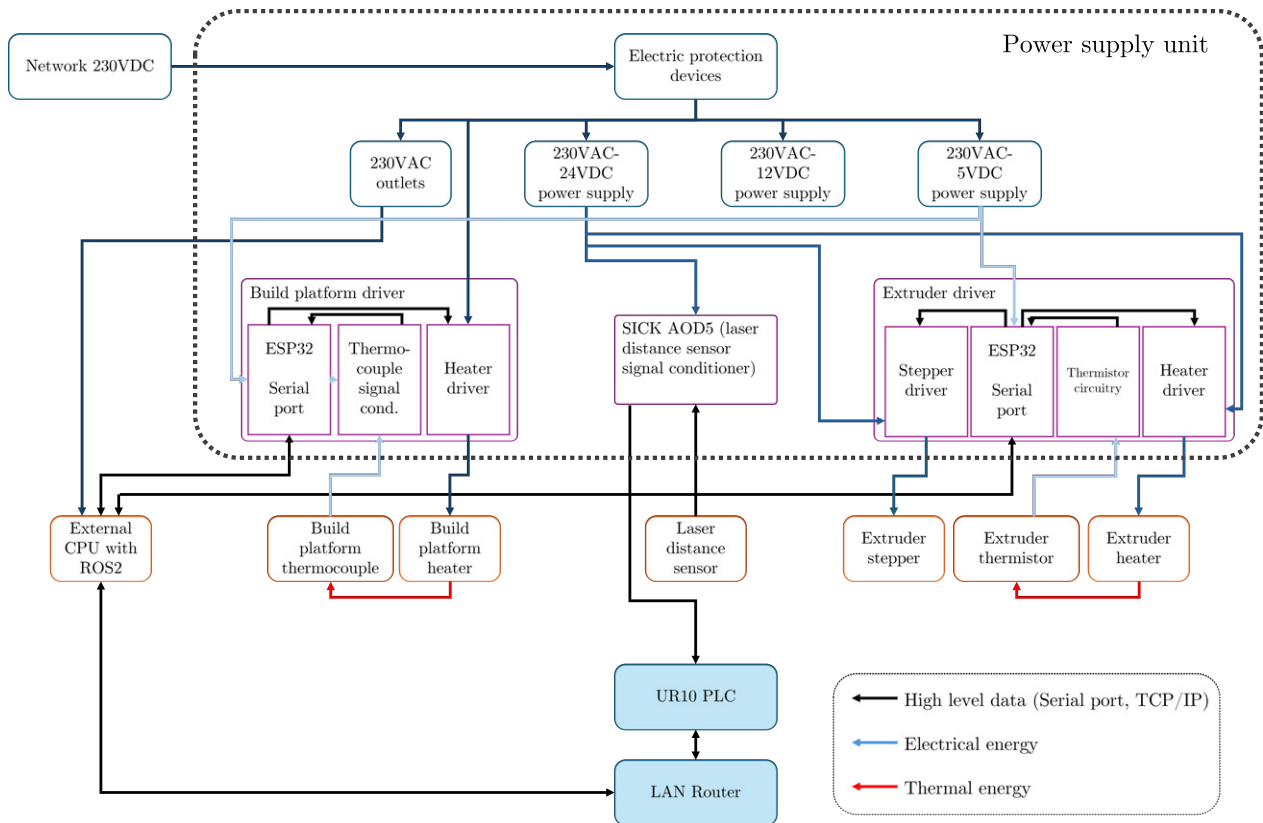 Power supply unit
Network 230VDC
Electric protection
devices
230VAC
outlets
230VAC-
24VDC
power supply
230VAC-
12VDC
power supply
230VAC-
5VDC
power supply
Build platform driver
ESP32
Serial
port
Thermo-
couple
signal
cond.
Heater
driver
SICK AOD5 (laser
distance sensor
signal conditioner)
Extruder driver
Stepper
driver
ESP32
Serial
port
Thermistor
circuitry
Heater
driver
External
CPU with
ROS2
Build
platform
thermocouple
Build
platform
heater
Laser
distance
sensor
Extruder
stepper
Extruder
thermistor
Extruder
heater
UR10 PLC
LAN Router
High level data (Serial port, TCP/IP)
Electrical energy
Thermal energy